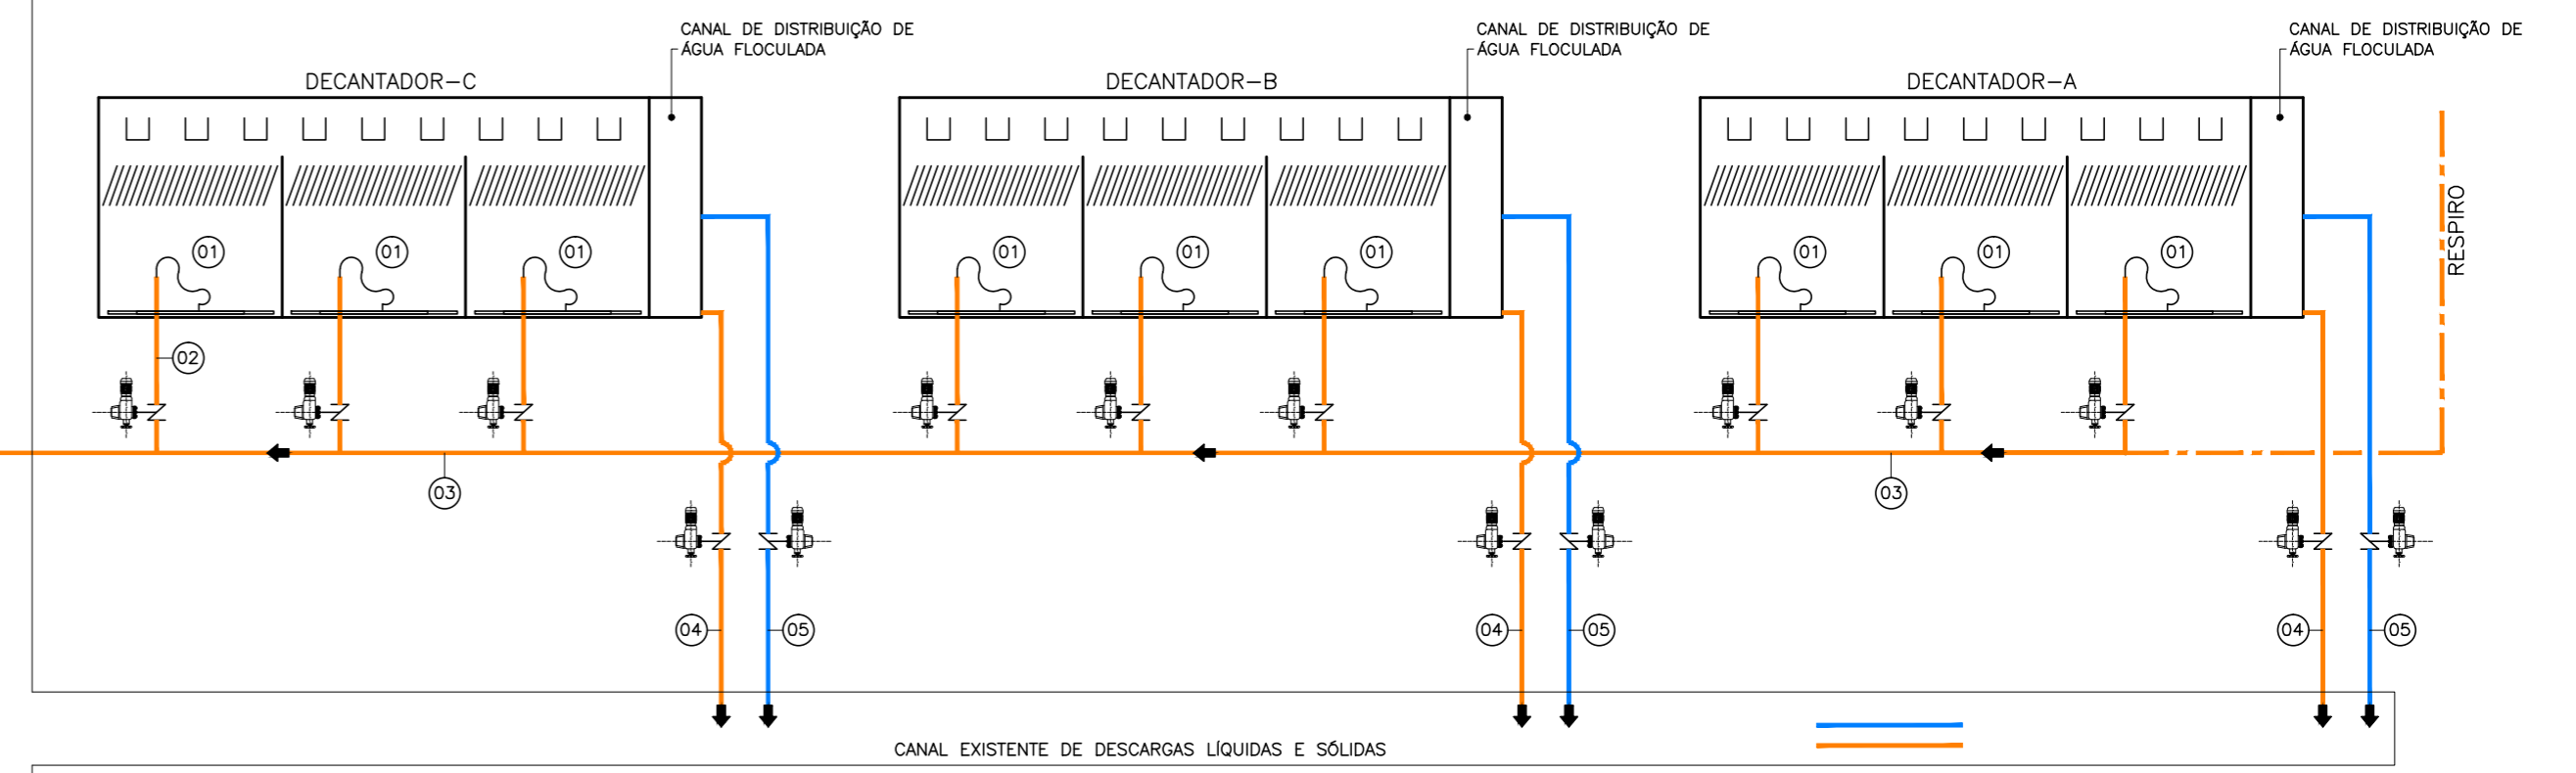 CANAL DE DISTRIBUIÇÃO DE
ÁGUA FLOCULADA
CANAL DE DISTRIBUIÇÃO DE
ÁGUA FLOCULADA
CANAL DE DISTRIBUIÇÃO DE
ÁGUA FLOCULADA
DECANTADOR-C
DECANTADOR-B
DECANTADOR-A
RESPIRO
01
01
01
01
01
01
01
01
01
02
03
03
04
05
04
05
04
05
CANAL EXISTENTE DE DESCARGAS LÍQUIDAS E SÓLIDAS